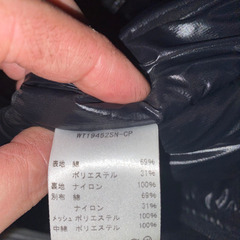 WTT9452SN-CP
表地 綿 69%
ポリエステル 31%
裏地 ナイロン 100%
別布 綿 69%
ナイロン 31%
メッシュ ポリエステル 100%
中綿 ポリエステル 100%